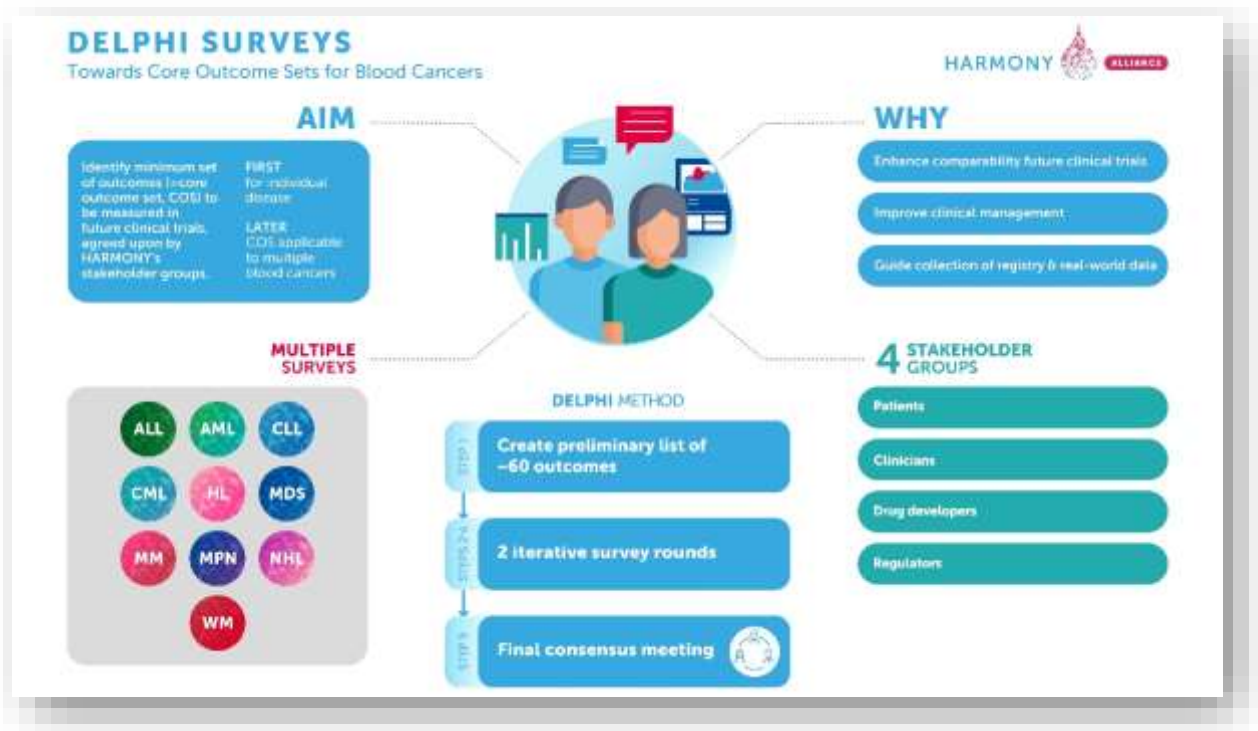 DELPHI SURVEYS
Towards Core Outcome Sets for Blood Cancers
HARMONY
ALLIANCE
AIM
Identify minimum set
of outcomes (=core
outcome set, COS) to
be measured in
future clinical trials,
agreed upon by
HARMONY's
stakeholder groups.
FIRST
for individual
disease
LATER
COS applicable
to multiple
blood cancers
WHY
Enhance comparability future clinical trials
Improve clinical management
Guide collection of registry & real-world data
MULTIPLE
SURVEYS
ALL AML CLL
CML HL MDS
MM MPN NHL
WM
DELPHI METHOD
STEP 1
Create preliminary list of
~60 outcomes
STEPS
2 iterative survey rounds
STEP
Final consensus meeting
4 STAKEHOLDER
GROUPS
Patients
Clinicians
Drug developers
Regulators